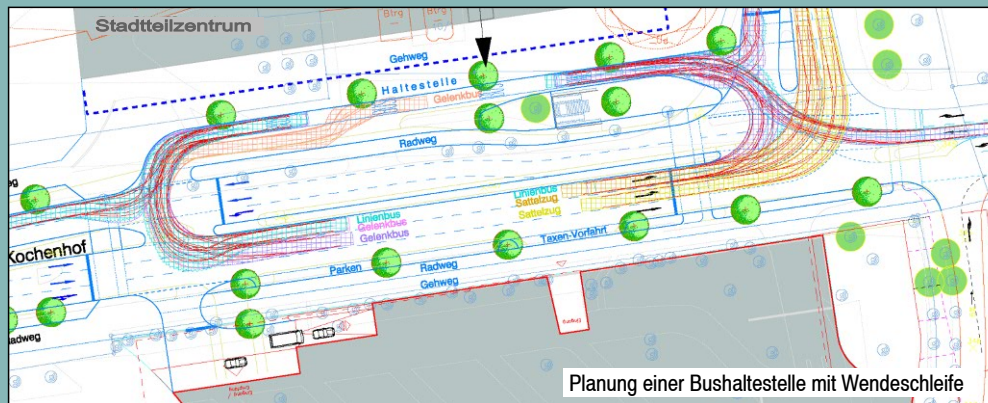 Stadtteilzentrum
Gehweg
Haltestelle
Gelenkbus
Radweg
Linienbus
Sattelzug
Sattelzug
Linienbus
Gelenkbus
Gelenkbus
Kochenhof
Taxen-Vorfahrt
Parken
Radweg
Gehweg
Planung einer Bushaltestelle mit Wendeschleife